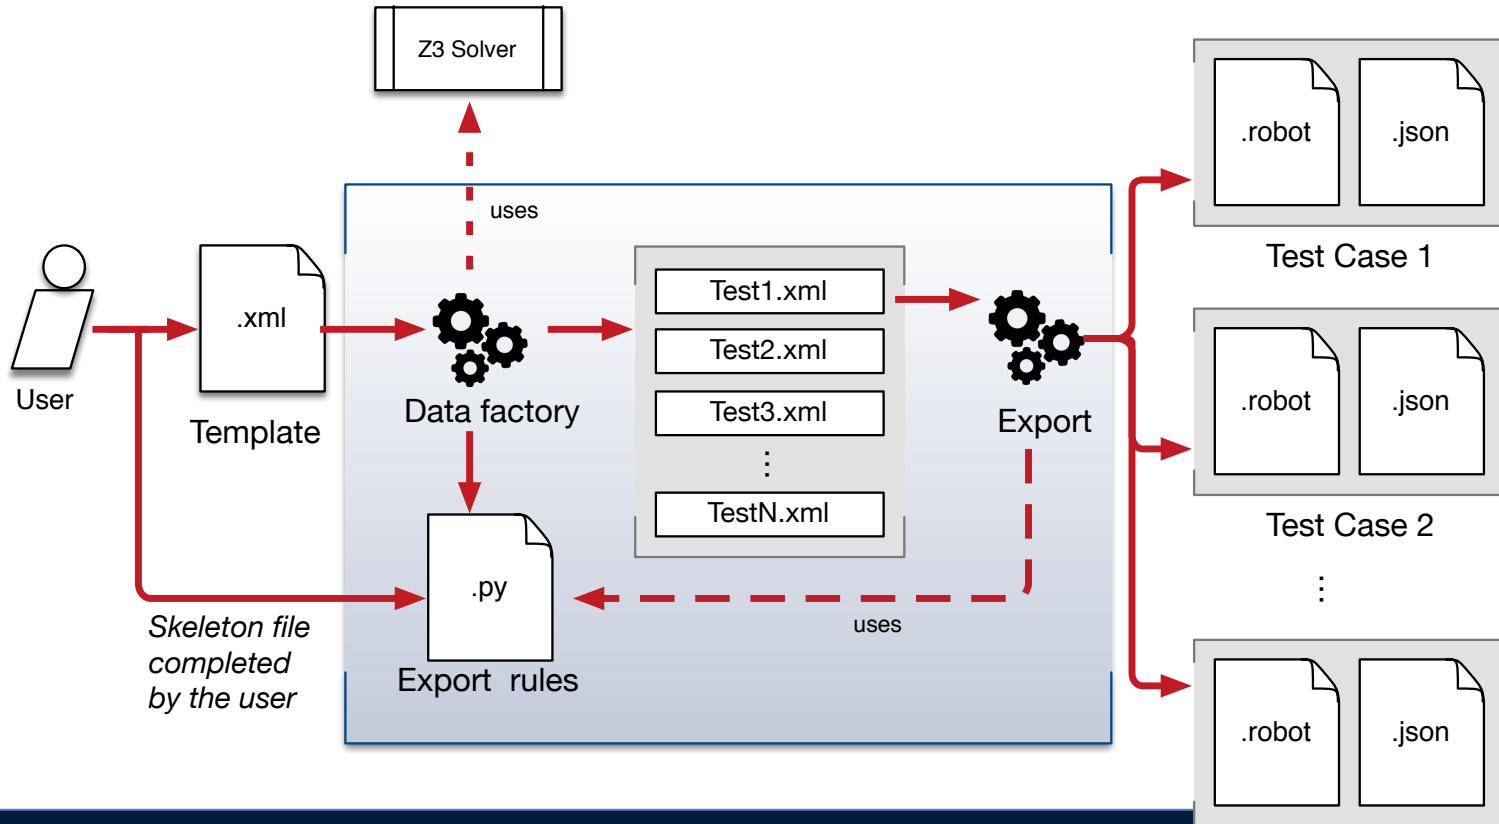 Z3 Solver
uses
.xml
User
Template
Data factory
Test1.xml
Test2.xml
Test3.xml
⋮
TestN.xml
Export
.py
Export rules
uses
Skeleton file
completed
by the user
.robot
.json
Test Case 1
.robot
.json
Test Case 2
⋮
.robot
.json